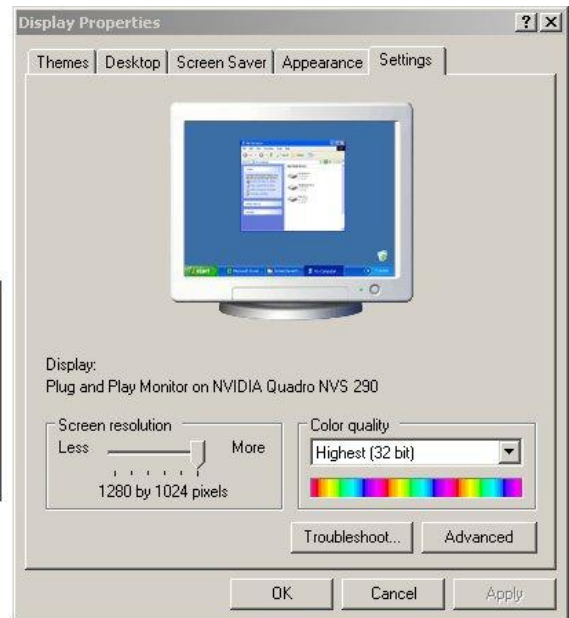 Display Properties
Themes Desktop Screen Saver Appearance Settings
Display:
Plug and Play Monitor on NVIDIA Quadro NVS 290
Screen resolution
Less More
1280 by 1024 pixels
Color quality
Highest (32 bit)
Troubleshoot... Advanced
OK Cancel Apply